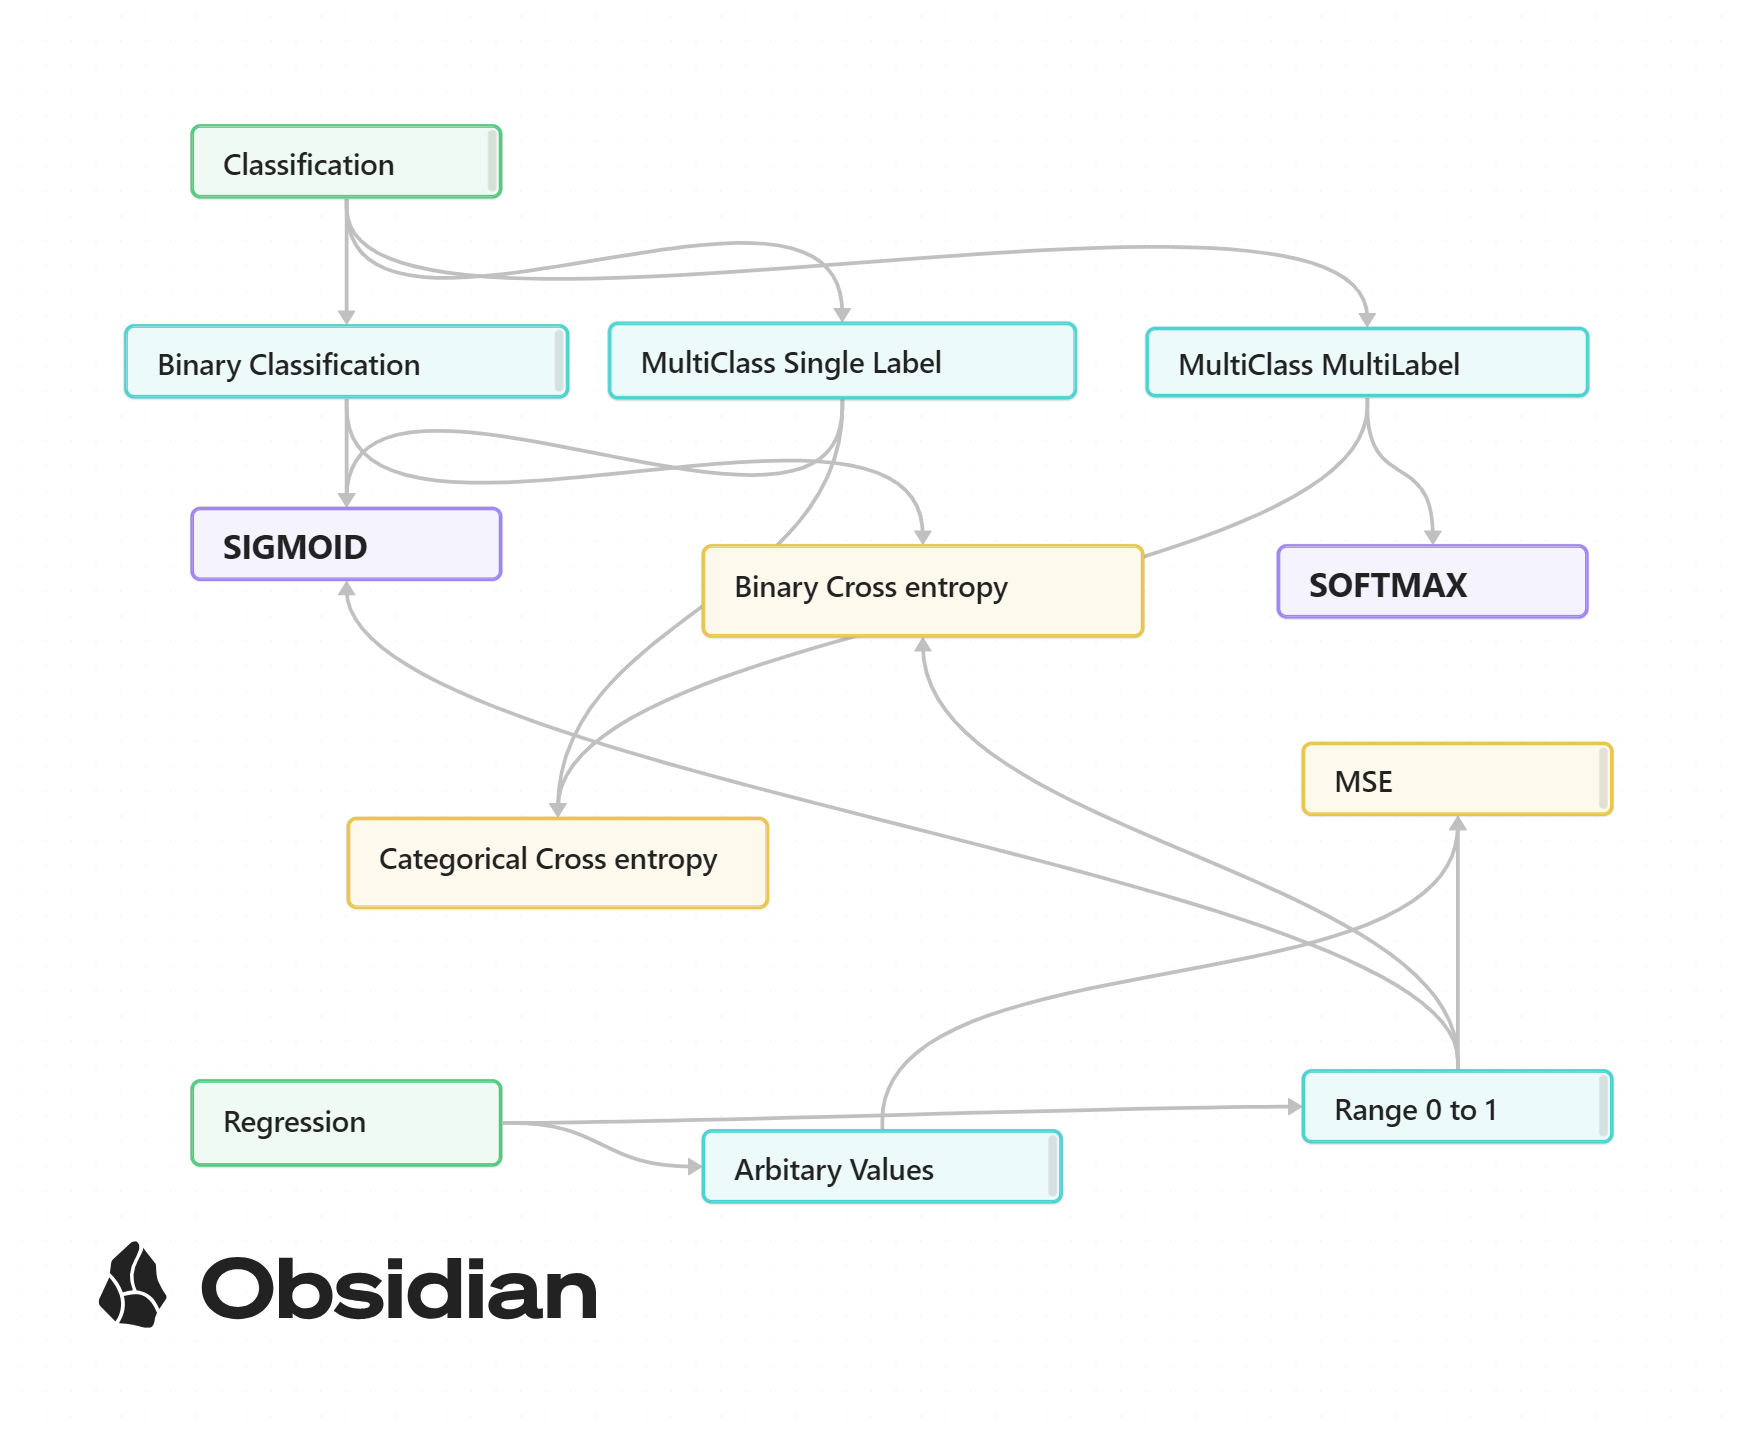 Classification
Binary Classification
MultiClass Single Label
MultiClass MultiLabel
SIGMOID
Binary Cross entropy
SOFTMAX
MSE
Categorical Cross entropy
Regression
Arbitary Values
Range 0 to 1
Obsidian